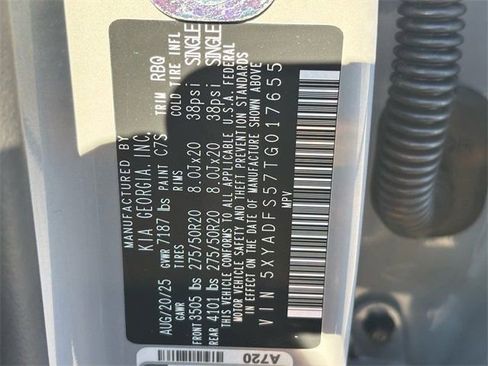 MANUFACTURED BY
KIA GEORGIA, INC.
AUG/20/25 GVWR 7187 lbs PAINT C7S TRIM RBQ
GAWR TIRES RIMS COLD TIRE INFL
FRONT 3505 lbs 275/50R20 8.0Jx20 38psi SINGLE
REAR 4101 lbs 275/50R20 8.0Jx20 38psi SINGLE
THIS VEHICLE CONFORMS TO ALL APPLICABLE U.S.A. FEDERAL
MOTOR VEHICLE SAFETY AND THEFT PREVENTION STANDARDS
IN EFFECT ON THE DATE OF MANUFACTURE SHOWN ABOVE
VIN 5XYADFS57TG017655
MPV
A720